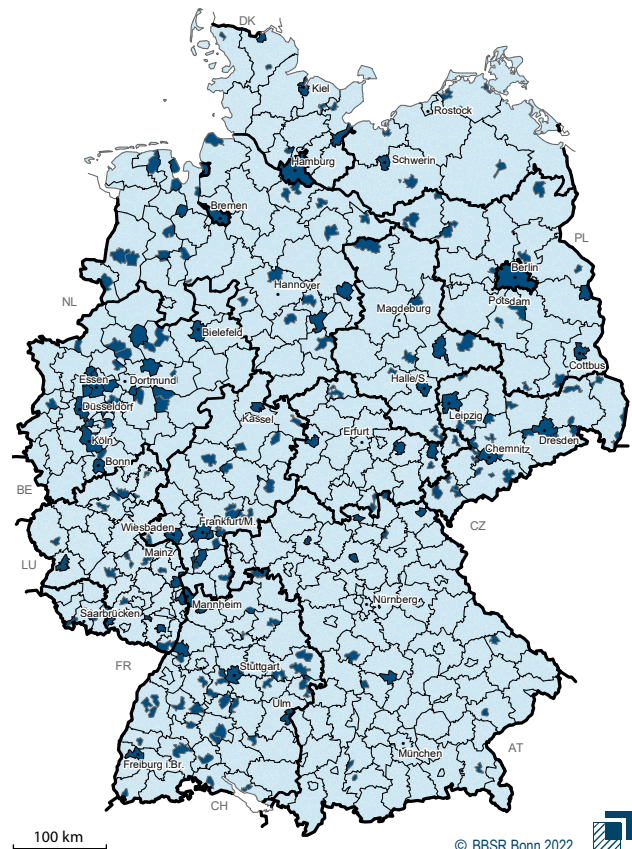 DK
Kiel
Rostock
Hamburg
Schwerin
Bremen
PL
Berlin
Hannover
NL
Potsdam
Magdeburg
Bielefeld
Cottbus
Essen
Dortmund
Halle/S.
Düsseldorf
Leipzig
Kassel
Erfurt
Köln
Dresden
Chemnitz
Bonn
BE
Wiesbaden
Frankfurt/M.
CZ
Mainz
LU
Nürnberg
Mannheim
Saarbrücken
FR
Stuttgart
Ulm
AT
München
Freiburg i.Br.
CH
100 km
© BBSR Bonn 2022